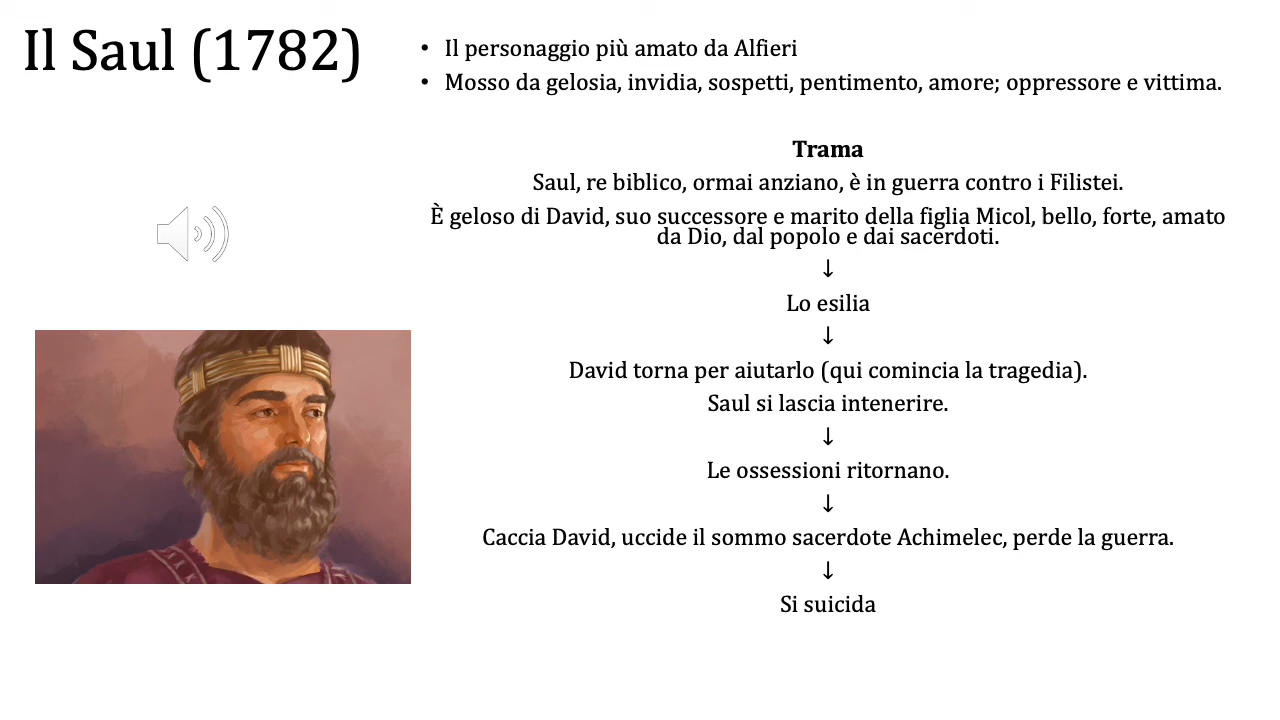 Il Saul (1782)
• Il personaggio più amato da Alfieri
• Mosso da gelosia, invidia, sospetti, pentimento, amore; oppressore e vittima.
Trama
Saul, re biblico, ormai anziano, è in guerra contro i Filistei.
È geloso di David, suo successore e marito della figlia Micol, bello, forte, amato
da Dio, dal popolo e dai sacerdoti.
↓
Lo esilia
↓
David torna per aiutarlo (qui comincia la tragedia).
Saul si lascia intenerire.
↓
Le ossessioni ritornano.
↓
Caccia David, uccide il sommo sacerdote Achimelec, perde la guerra.
↓
Si suicida